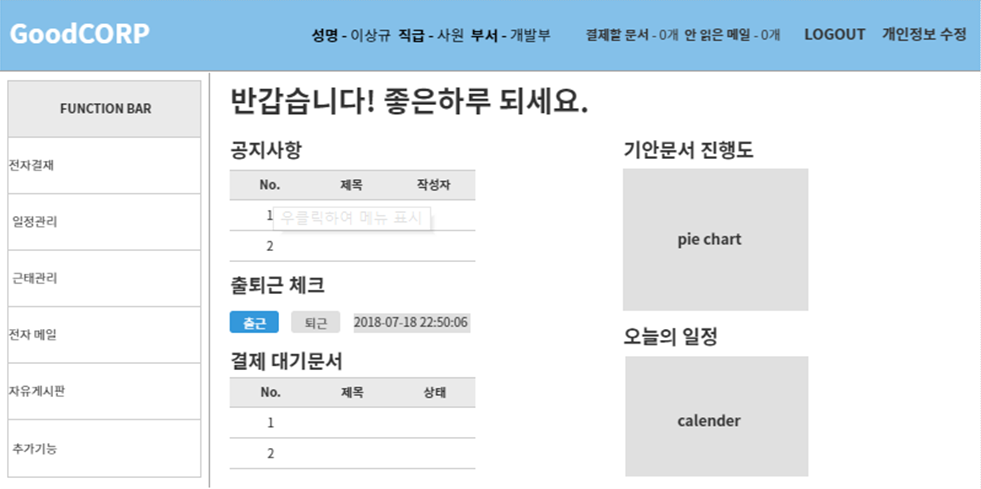 GoodCORP
성명 - 이상규 직급 - 사원 부서 - 개발부 결제할 문서 - 0개 안 읽은 메일 - 0개 LOGOUT 개인정보 수정
FUNCTION BAR
전자결재
일정관리
근태관리
전자 메일
자유게시판
추가기능
반갑습니다! 좋은하루 되세요.
공지사항
No. 제목 작성자
1
우클릭하여 메뉴 표시
2
출퇴근 체크
출근 퇴근 2018-07-18 22:50:06
결제 대기문서
No. 제목 상태
1
2
기안문서 진행도
pie chart
오늘의 일정
calender